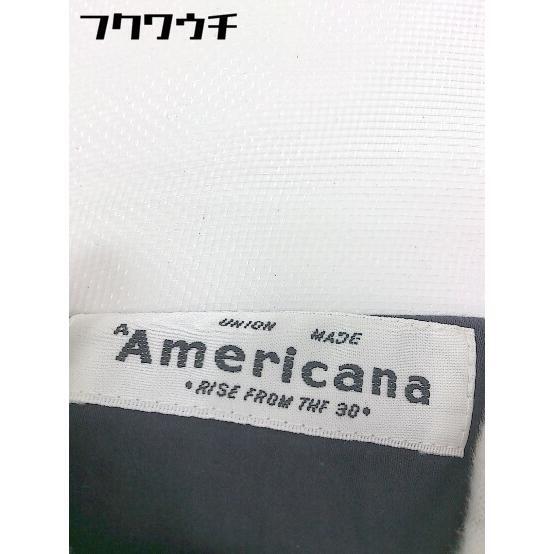 フクワウチ
UNION MADE
A Americana
•RISE FROM THF 30•